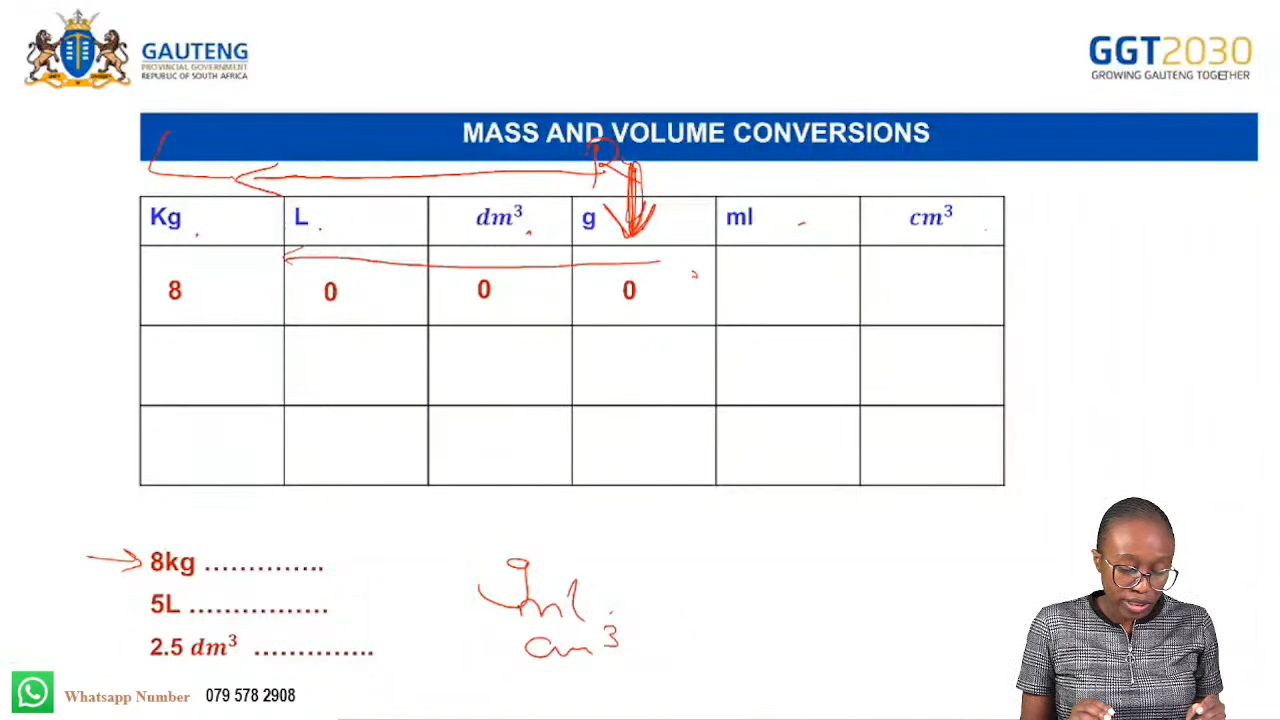 GAUTENG
PROVINCIAL GOVERNMENT
REPUBLIC OF SOUTH AFRICA
GGT2030
GROWING GAUTENG TOGETHER
MASS AND VOLUME CONVERSIONS
Kg L dm³ g ml cm³
8 0 0 0
8kg ..............
5L ................
2.5 dm³ ..............
g
ml
cm³
Whatsapp Number 079 578 2908